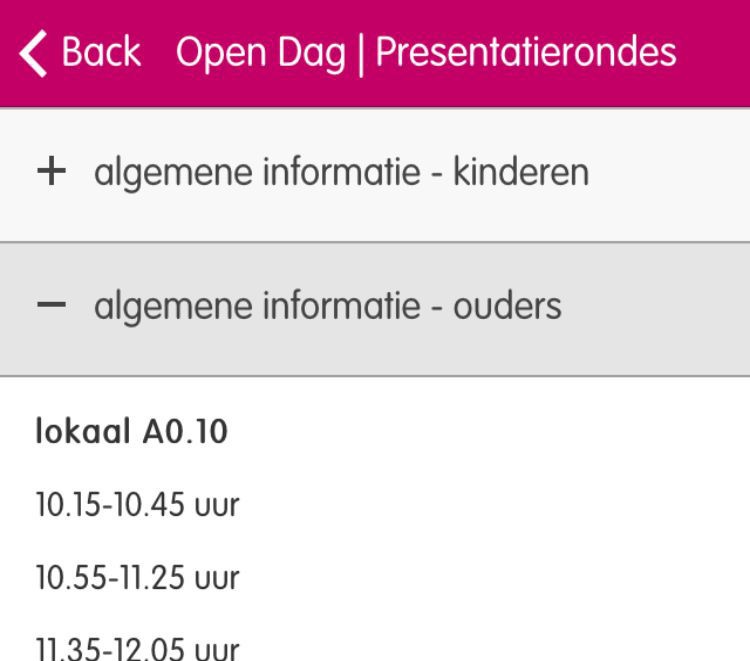 Back Open Dag | Presentatierondes
+ algemene informatie - kinderen
− algemene informatie - ouders
lokaal A0.10
10.15-10.45 uur
10.55-11.25 uur
11.35-12.05 uur